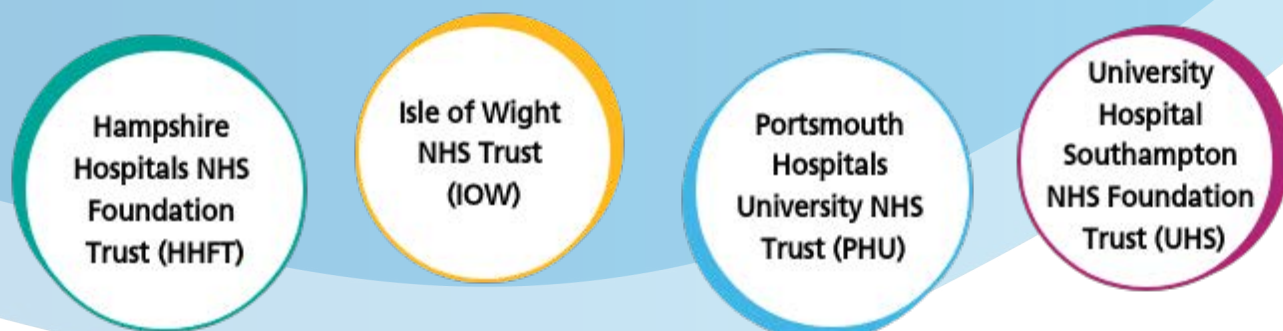 Hampshire
Hospitals NHS
Foundation
Trust (HHFT)
Isle of Wight
NHS Trust
(IOW)
Portsmouth
Hospitals
University NHS
Trust (PHU)
University
Hospital
Southampton
NHS Foundation
Trust (UHS)